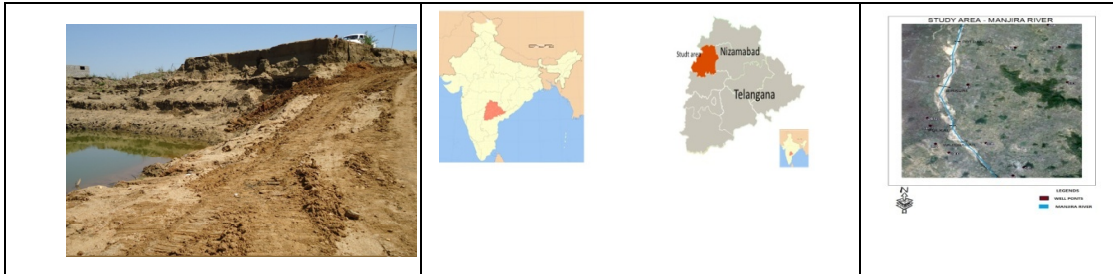 Studt area
Nizamabad
Telangana
STUDY AREA - MANJIRA RIVER
N
LEGENDS
WELL POINTS
MANJIRA RIVER